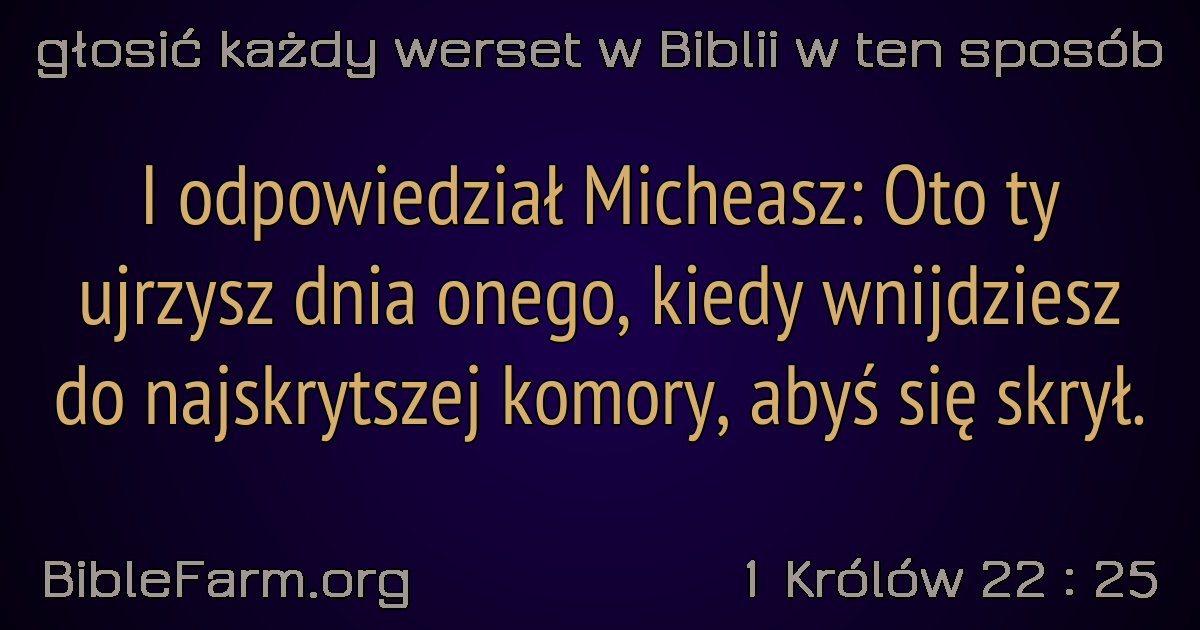 głosić każdy werset w Biblii w ten sposób
I odpowiedział Micheasz: Oto ty
ujrzysz dnia onego, kiedy wnijdziesz
do najskrytszej komory, abyś się skrył.
BibleFarm.org
1 Królów 22 : 25